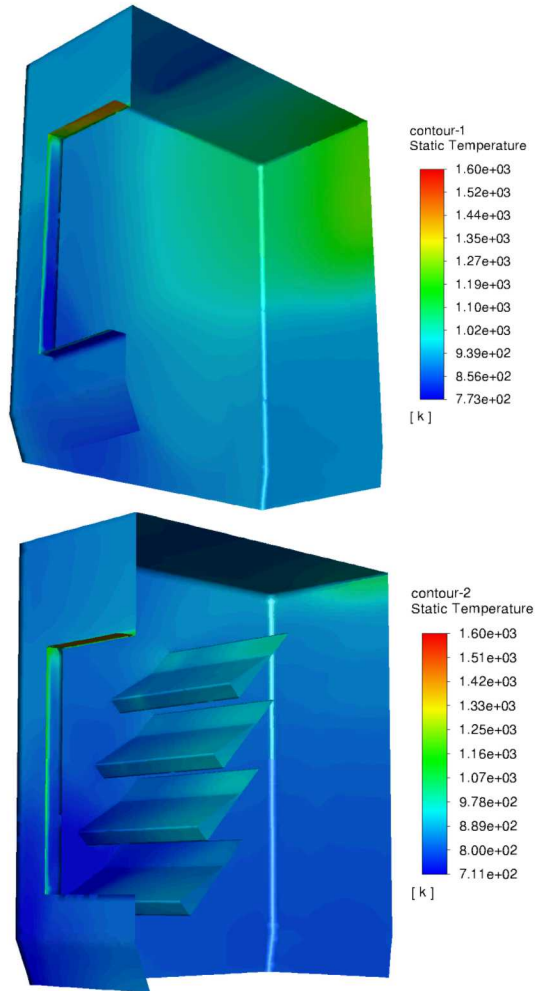 contour-1
Static Temperature
1.60e+03
1.52e+03
1.44e+03
1.35e+03
1.27e+03
1.19e+03
1.10e+03
1.02e+03
9.39e+02
8.56e+02
7.73e+02
[ k ]
contour-2
Static Temperature
1.60e+03
1.51e+03
1.42e+03
1.33e+03
1.25e+03
1.16e+03
1.07e+03
9.78e+02
8.89e+02
8.00e+02
7.11e+02
[ k ]